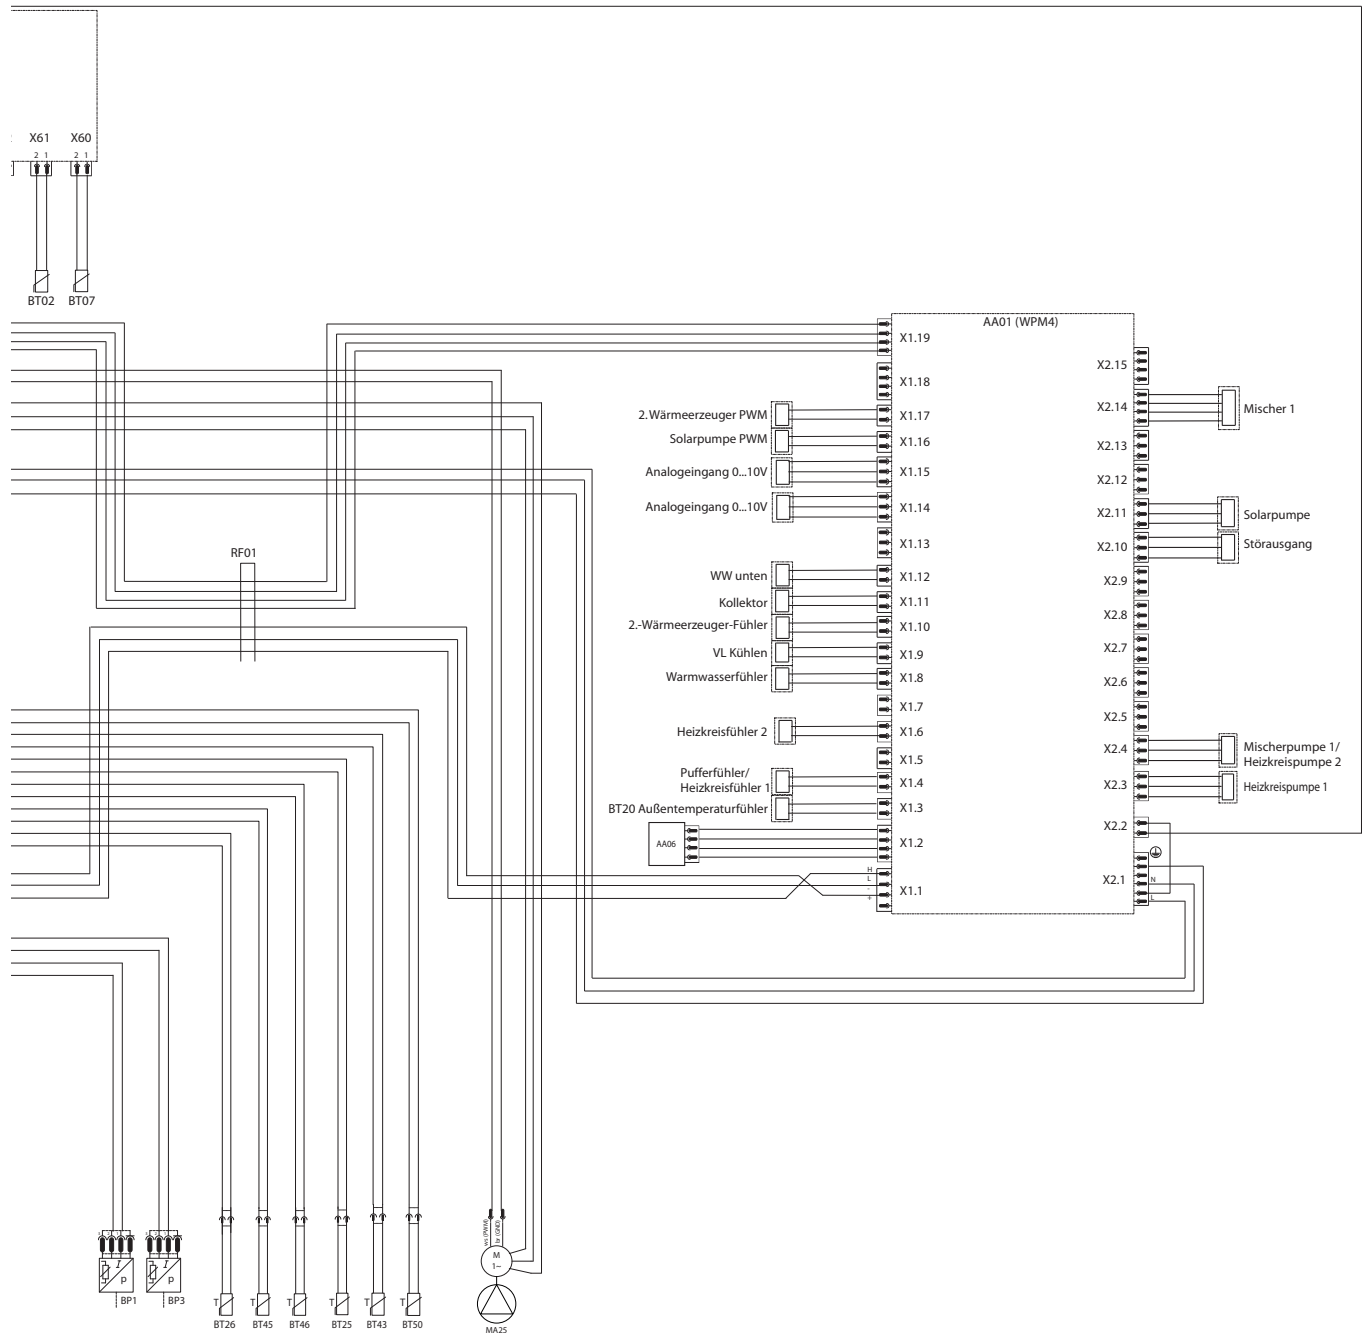 X61 X60
2 1 2 1
BT02 BT07
AA01 (WPM4)
X1.19
X2.15
X1.18
2. Wärmeerzeuger PWM X1.17 X2.14 Mischer 1
Solarpumpe PWM X1.16 X2.13
Analogeingang 0...10V X1.15 X2.12
Analogeingang 0...10V X1.14 X2.11 Solarpumpe
X1.13 X2.10 Störausgang
RF01
WW unten X1.12 X2.9
Kollektor X1.11 X2.8
2.-Wärmeerzeuger-Fühler X1.10
VL Kühlen X1.9 X2.7
Warmwasserfühler X1.8 X2.6
X1.7 X2.5
Heizkreisfühler 2 X1.6
X2.4 Mischerpumpe 1/
Heizkreispumpe 2
X1.5
Pufferfühler/
Heizkreisfühler 1 X1.4 X2.3 Heizkreispumpe 1
BT20 Außentemperaturfühler X1.3
X2.2
AA06 X1.2
H
L
-
+
X1.1 X2.1
N
L
ws (PWM)
br (GND)
M
1~
I
p
BP1
I
p
BP3
T T T T T T
BT26 BT45 BT46 BT25 BT43 BT50
MA25